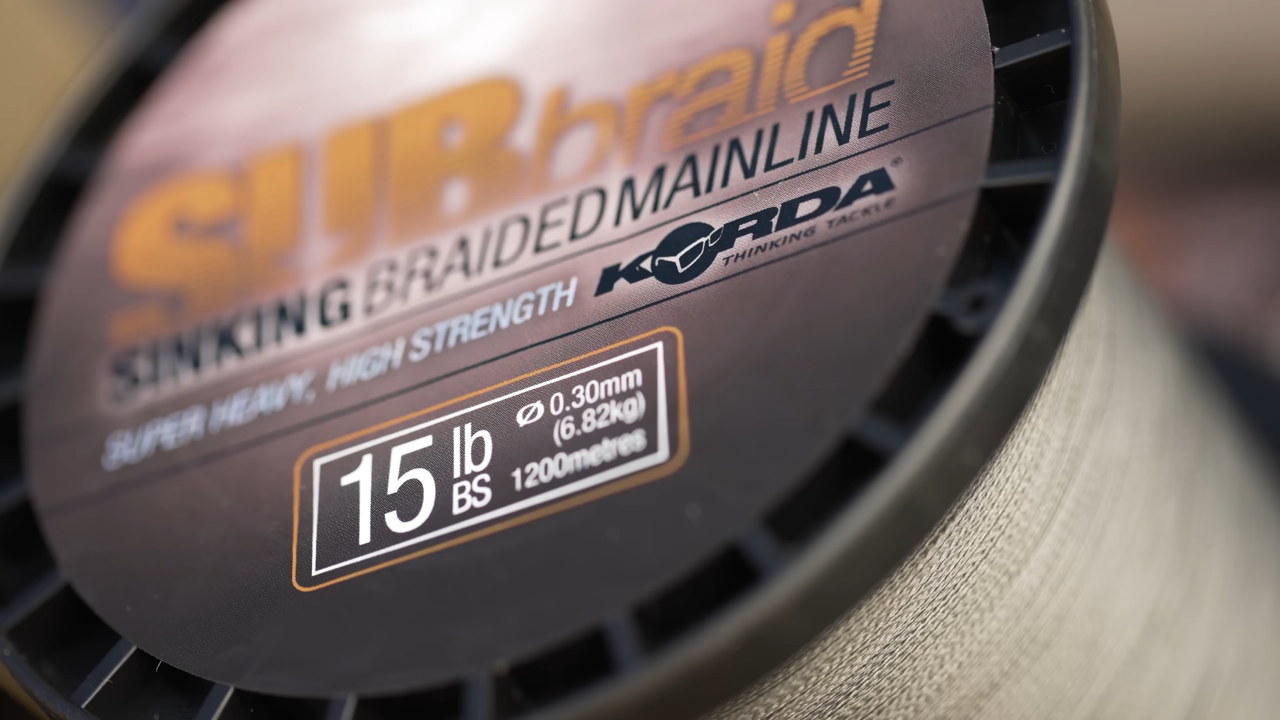 SUBbraid
SINKING BRAIDED MAINLINE
SUPER HEAVY, HIGH STRENGTH
KORDA®
THINKING TACKLE
15 lb BS
Ø 0.30mm
(6.82kg)
1200metres